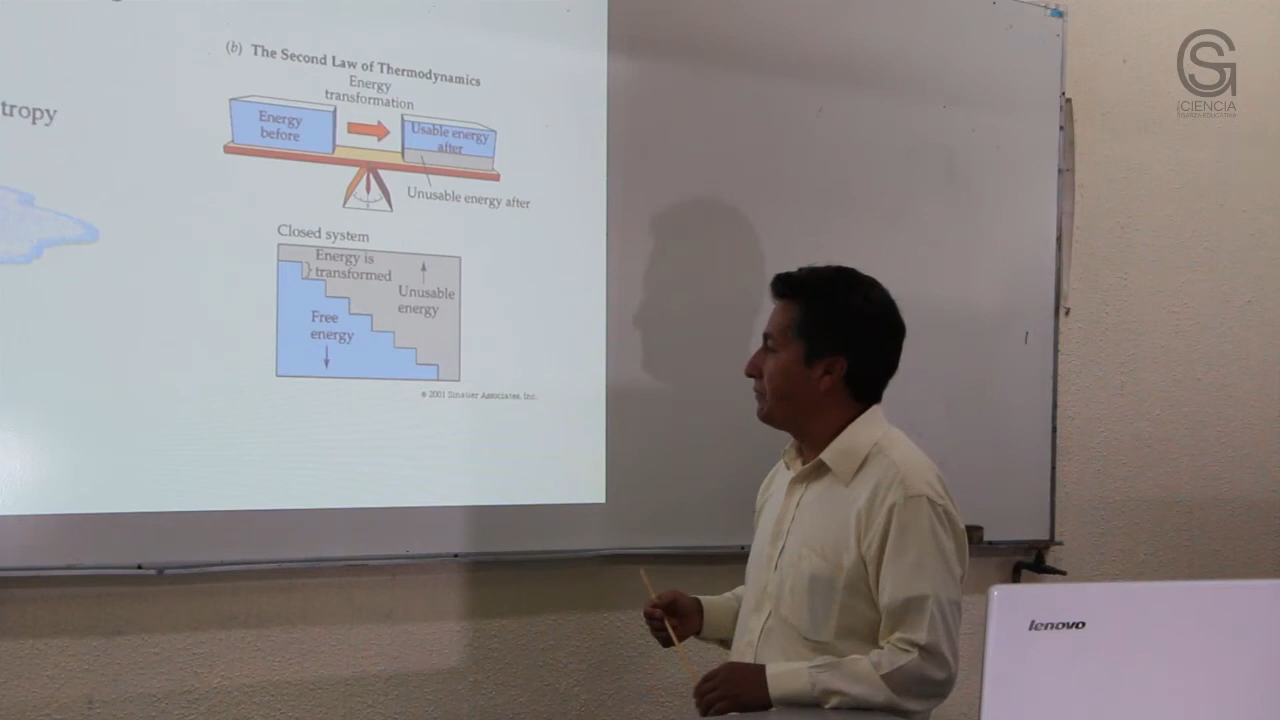 tropy
(b) The Second Law of Thermodynamics
Energy
transformation
Energy
before
Usable energy
after
Unusable energy after
Closed system
Energy is
transformed
Unusable
energy
Free
energy
© 2001 Sinauer Associates, Inc.
SG
CIENCIA
lenovo